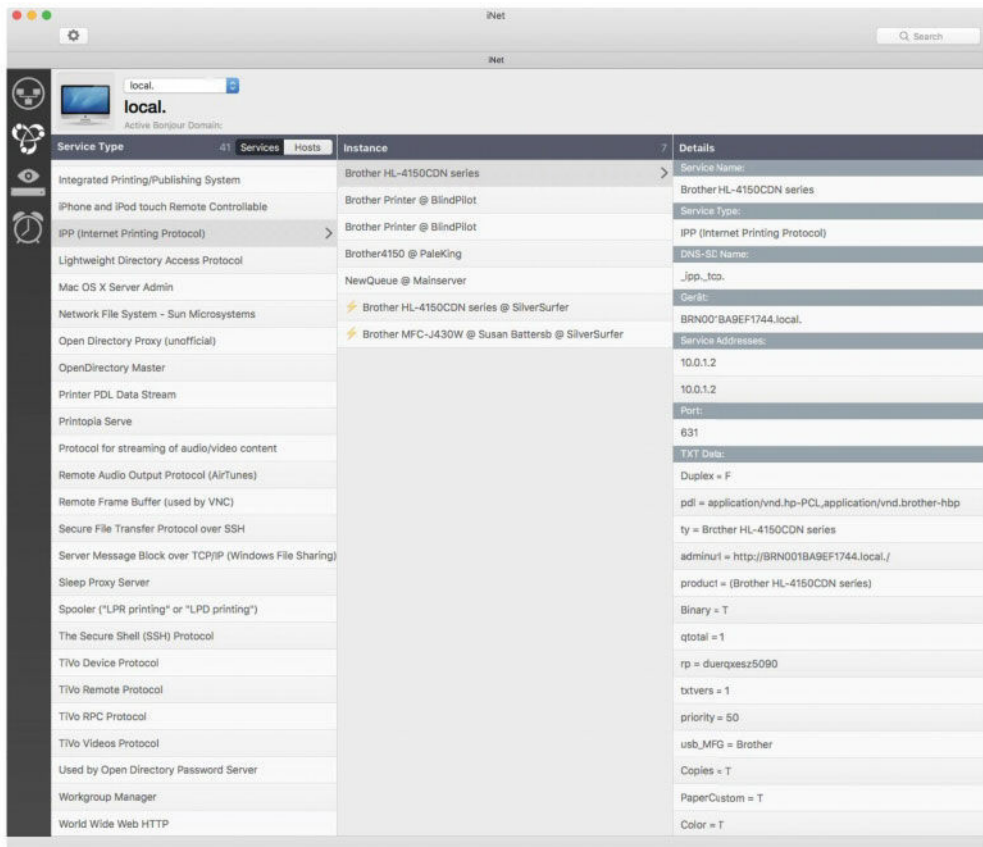 iNet
Search
iNet
local.
local.
Active Bonjour Domain:
Service Type 41 Services Hosts
Integrated Printing/Publishing System
iPhone and iPod touch Remote Controllable
IPP (Internet Printing Protocol)
Lightweight Directory Access Protocol
Mac OS X Server Admin
Network File System - Sun Microsystems
Open Directory Proxy (unofficial)
OpenDirectory Master
Printer PDL Data Stream
Printopia Serve
Protocol for streaming of audio/video content
Remote Audio Output Protocol (AirTunes)
Remote Frame Buffer (used by VNC)
Secure File Transfer Protocol over SSH
Server Message Block over TCP/IP (Windows File Sharing)
Sleep Proxy Server
Spooler ("LPR printing" or "LPD printing")
The Secure Shell (SSH) Protocol
TiVo Device Protocol
TiVo Remote Protocol
TiVo RPC Protocol
TiVo Videos Protocol
Used by Open Directory Password Server
Workgroup Manager
World Wide Web HTTP
Instance 7
Brother HL-4150CDN series
Brother Printer @ BlindPilot
Brother Printer @ BlindPilot
Brother4150 @ PaleKing
NewQueue @ Mainserver
Brother HL-4150CDN series @ SilverSurfer
Brother MFC-J430W @ Susan Battersb @ SilverSurfer
Details
Service Name:
Brother HL-4150CDN series
Service Type:
IPP (Internet Printing Protocol)
DNS-SD Name:
_ipp._tcp.
Gerät:
BRN001BA9EF1744.local.
Service Addresses:
10.0.1.2
10.0.1.2
Port:
631
TXT Data:
Duplex = F
pdl = application/vnd.hp-PCL,application/vnd.brother-hbp
ty = Brother HL-4150CDN series
adminurl = http://BRN001BA9EF1744.local./
product = (Brother HL-4150CDN series)
Binary = T
qtotal = 1
rp = duerqxesz5090
txtvers = 1
priority = 50
usb_MFG = Brother
Copies = T
PaperCustom = T
Color = T